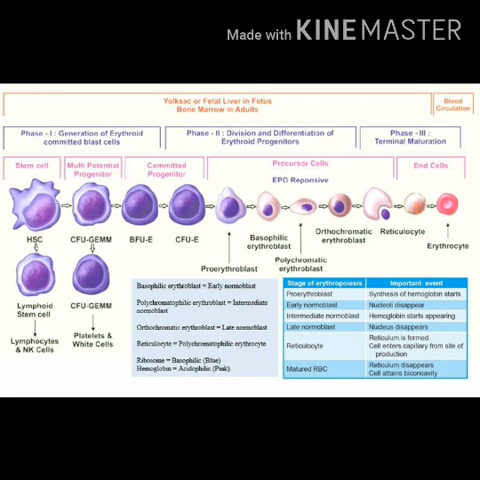 Made with KINEMASTER
Yolksac or Fetal Liver in Fetus
Bone Marrow in Adults
Blood
Circulation
Phase - I : Generation of Erythroid
committed blast cells
Phase - II : Division and Differentiation of
Erythroid Progenitors
Phase - III :
Terminal Maturation
Stem cell
Multi Potential
Progenitor
Committed
Progenitor
Precursor Cells
End Cells
EPO Reponsive
HSC
CFU-GEMM
BFU-E
CFU-E
Proerythroblast
Basophilic
erythroblast
Polychromatic
erythroblast
Orthochromatic
erythroblast
Reticulocyte
Erythrocyte
Lymphoid
Stem cell
CFU-GEMM
Lymphocytes
& NK Cells
Platelets &
White Cells
Basophilic erythroblast = Early normoblast
Polychromatophilic erythroblast = Intermediate
normoblast
Orthochromatic erythroblast = Late normoblast
Reticulocyte = Polychromatophilic erythrocyte
Ribosome = Basophilic (Blue)
Hemoglobin = Acidophilic (Pink)
Stage of erythropoiesis Important event
Proerythroblast Synthesis of hemoglobin starts
Early normoblast Nucleoli disappear
Intermediate normoblast Hemoglobin starts appearing
Late normoblast Nucleus disappears
Reticulocyte Reticulum is formed.
Cell enters capillary from site of
production
Matured RBC Reticulum disappears
Cell attains biconcavity